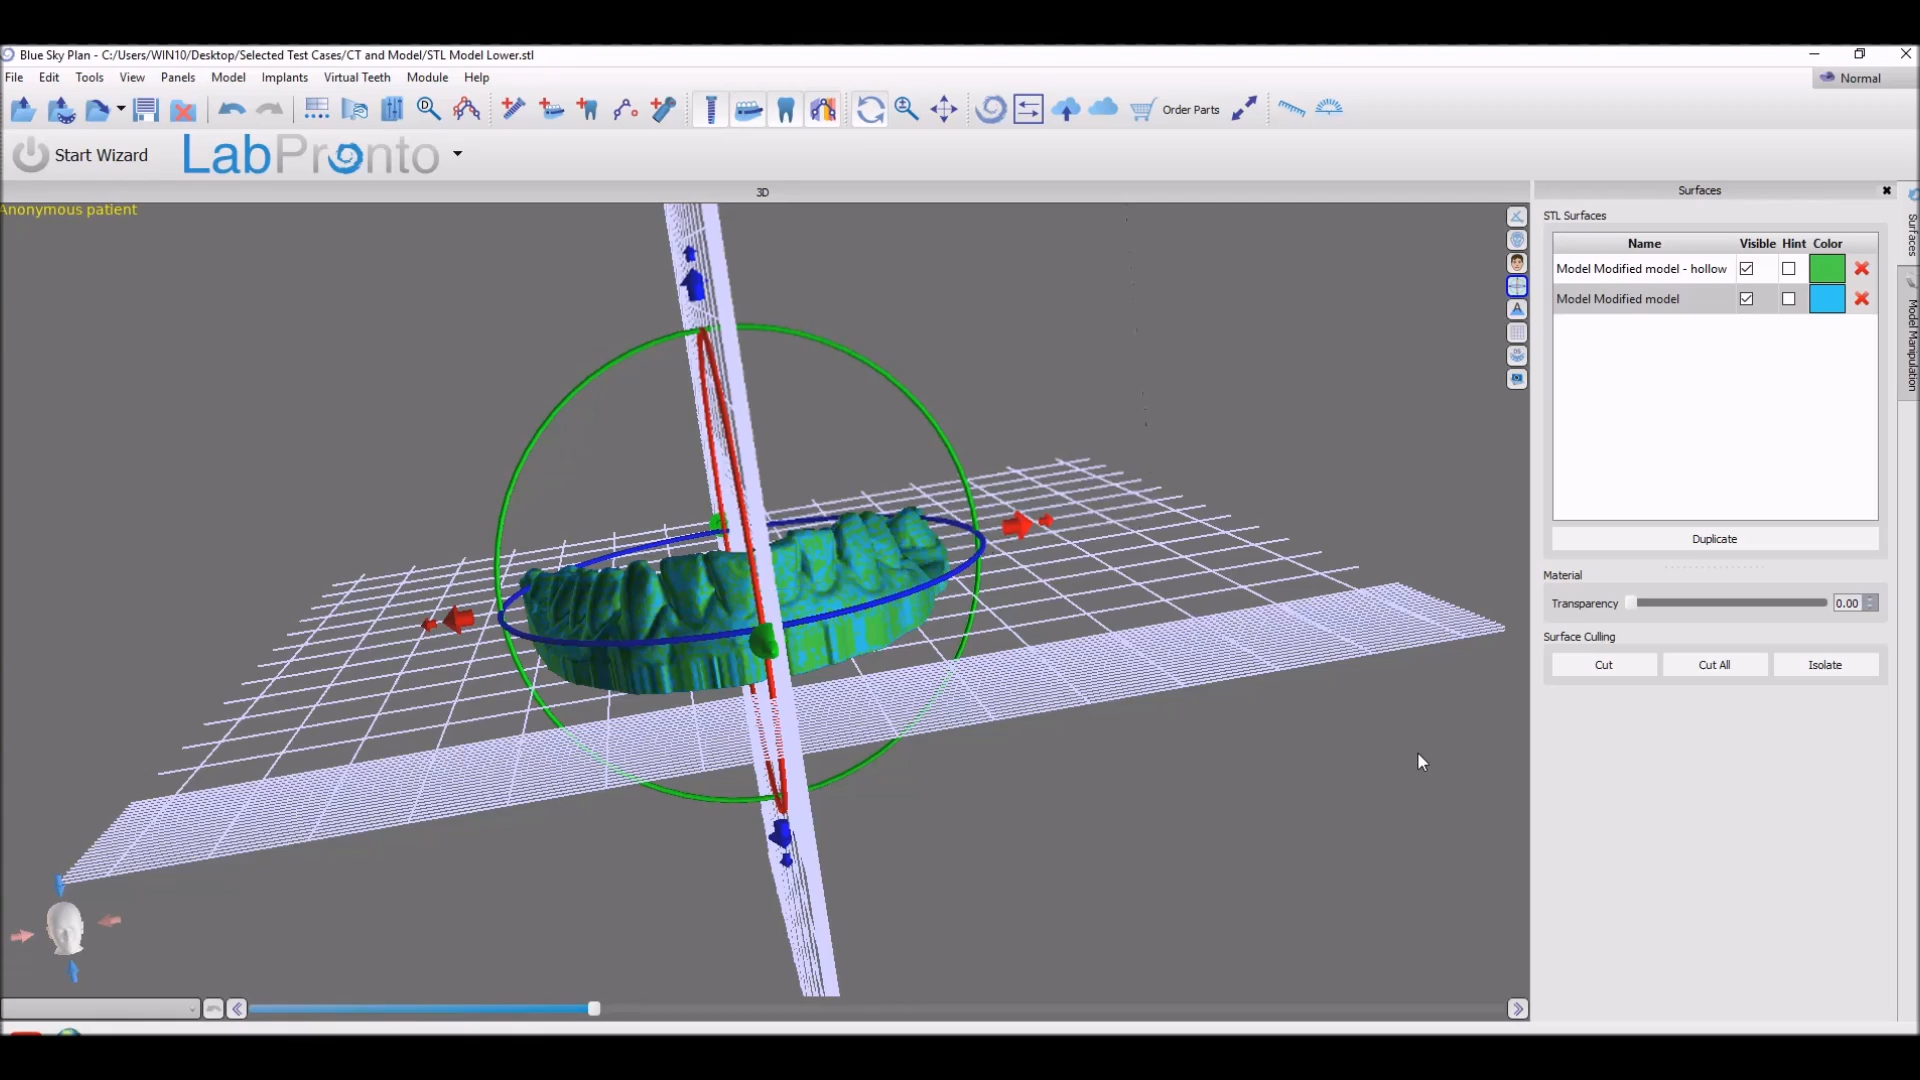 Blue Sky Plan - C:/Users/WIN10/Desktop/Selected Test Cases/CT and Model/STL Model Lower.stl
File Edit Tools View Panels Model Implants Virtual Teeth Module Help
Normal
Order Parts
Start Wizard
LabPronto
3D
Surfaces
Anonymous patient
STL Surfaces
Name Visible Hint Color
Model Modified model - hollow
Model Modified model
Duplicate
Material
Transparency 0.00
Surface Culling
Cut Cut All Isolate
Surfaces
Model Manipulation